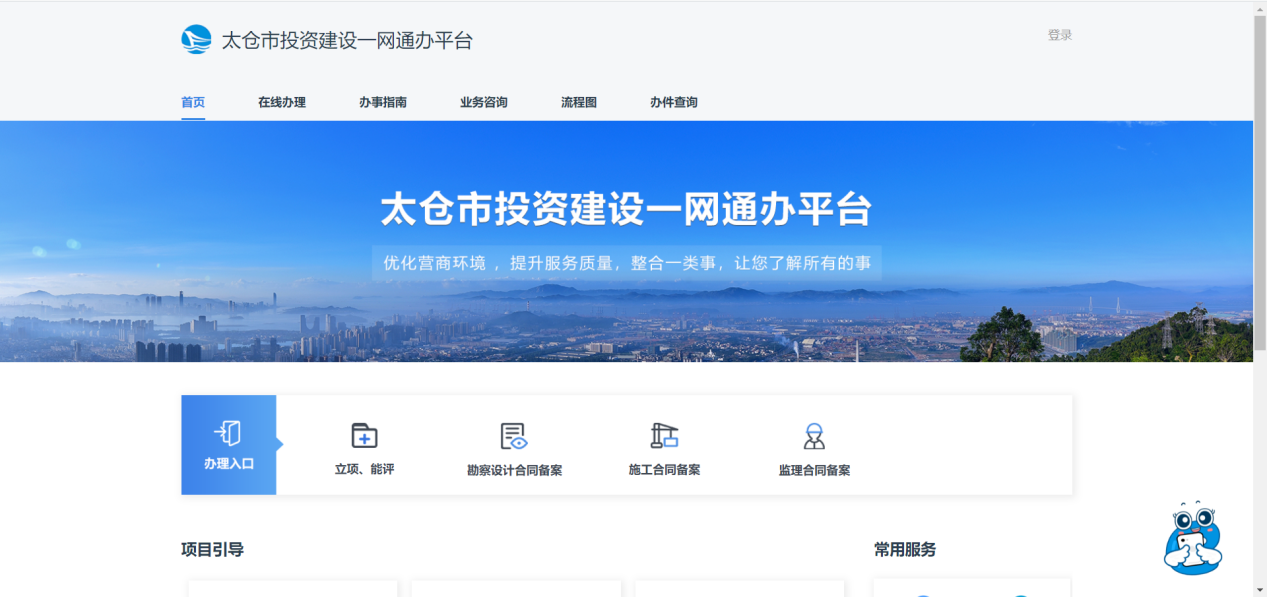 太仓市投资建设一网通办平台
登录
首页 在线办理 办事指南 业务咨询 流程图 办件查询
太仓市投资建设一网通办平台
优化营商环境 ，提升服务质量，整合一类事，让您了解所有的事
办理入口 立项、能评 勘察设计合同备案 施工合同备案 监理合同备案
项目引导 常用服务